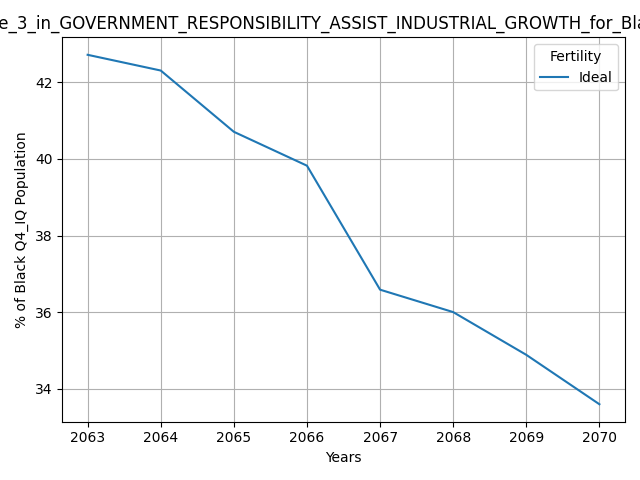 e_3_in_GOVERNMENT_RESPONSIBILITY_ASSIST_INDUSTRIAL_GROWTH_for_Bla
Fertility
Ideal
% of Black Q4_IQ Population
42
40
38
36
34
2063 2064 2065 2066 2067 2068 2069 2070
Years